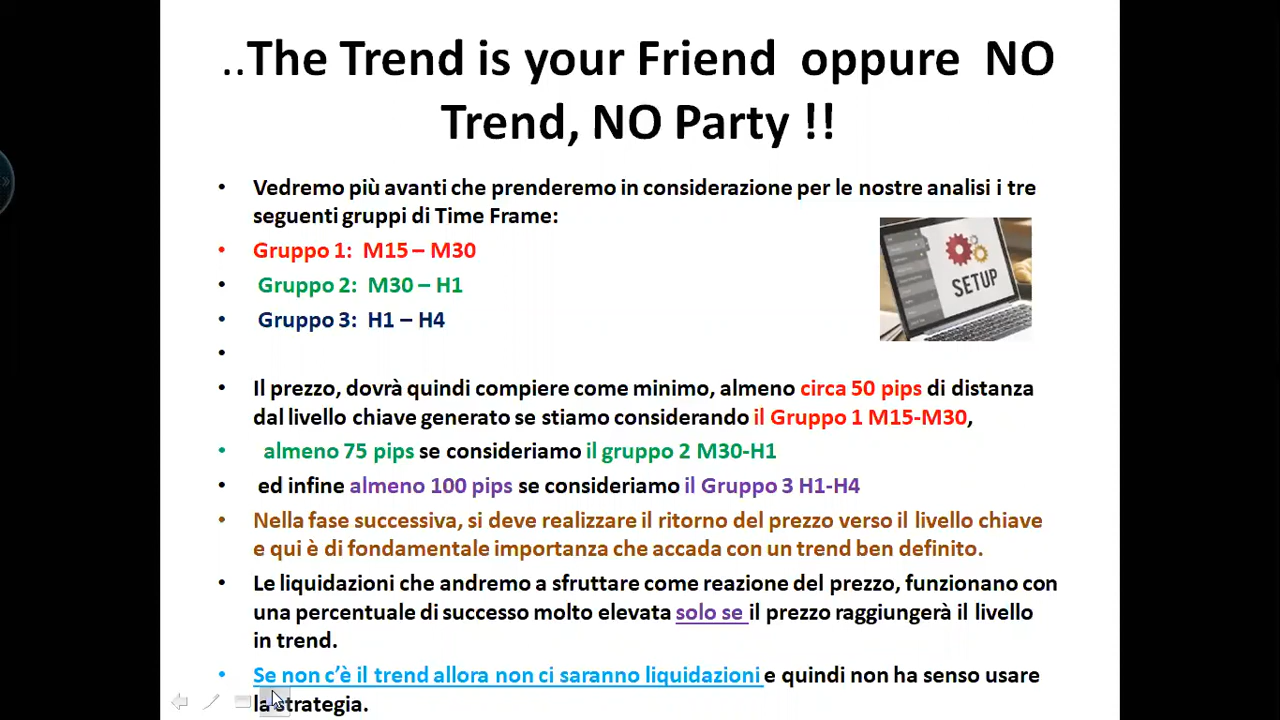 ..The Trend is your Friend oppure NO
Trend, NO Party !!
• Vedremo più avanti che prenderemo in considerazione per le nostre analisi i tre
seguenti gruppi di Time Frame:
• Gruppo 1: M15 – M30
• Gruppo 2: M30 – H1
• Gruppo 3: H1 – H4
•
SETUP
• Il prezzo, dovrà quindi compiere come minimo, almeno circa 50 pips di distanza
dal livello chiave generato se stiamo considerando il Gruppo 1 M15-M30,
• almeno 75 pips se consideriamo il gruppo 2 M30-H1
• ed infine almeno 100 pips se consideriamo il Gruppo 3 H1-H4
• Nella fase successiva, si deve realizzare il ritorno del prezzo verso il livello chiave
e qui è di fondamentale importanza che accada con un trend ben definito.
• Le liquidazioni che andremo a sfruttare come reazione del prezzo, funzionano con
una percentuale di successo molto elevata solo se il prezzo raggiungerà il livello
in trend.
• Se non c’è il trend allora non ci saranno liquidazioni e quindi non ha senso usare
la strategia.